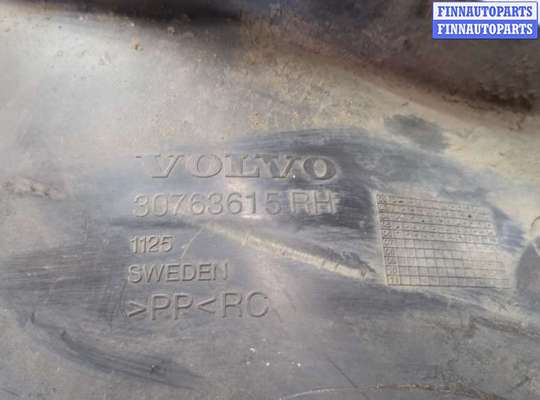 FINNAUTOPARTS
FINNAUTOPARTS
VOLVO
30763615 RH
1125
SWEDEN
>PP<RC